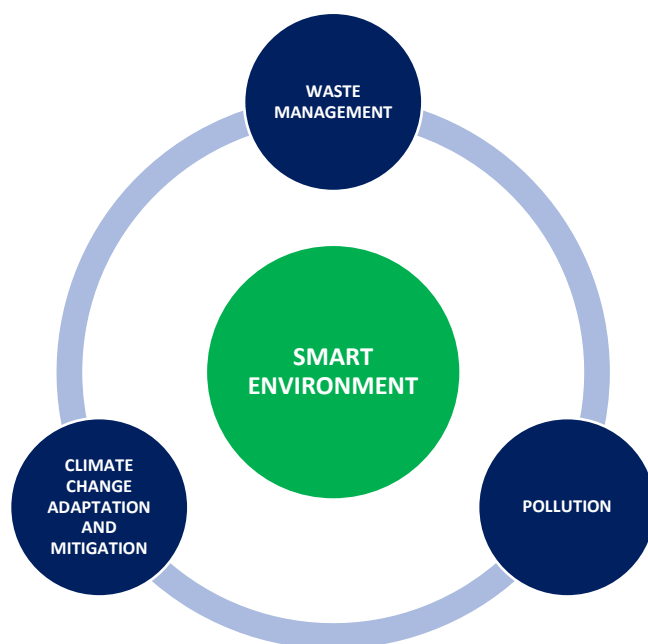 WASTE
MANAGEMENT
SMART
ENVIRONMENT
CLIMATE
CHANGE
ADAPTATION
AND
MITIGATION
POLLUTION